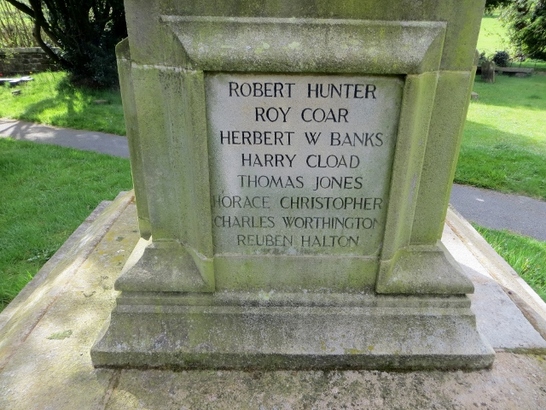 ROBERT HUNTER
ROY COAR
HERBERT W BANKS
HARRY CLOAD
THOMAS JONES
HORACE CHRISTOPHER
CHARLES WORTHINGTON
REUBEN HALTON